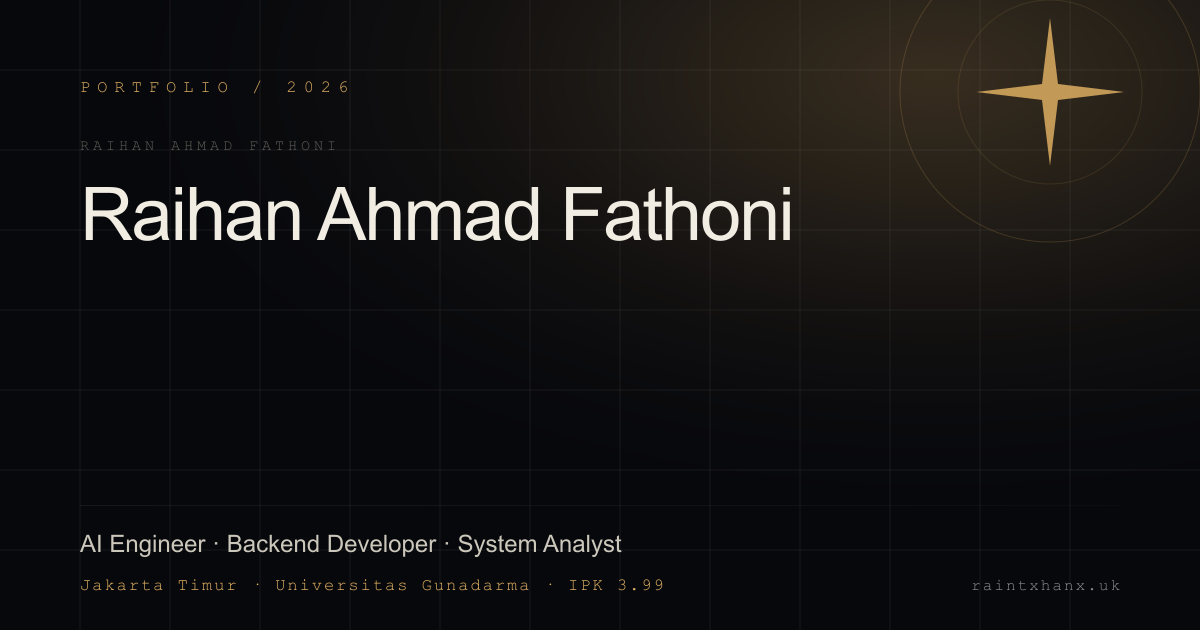 PORTFOLIO / 2026
RAIHAN AHMAD FATHONI
Raihan Ahmad Fathoni
AI Engineer · Backend Developer · System Analyst
Jakarta Timur · Universitas Gunadarma · IPK 3.99
raintxhanx.uk